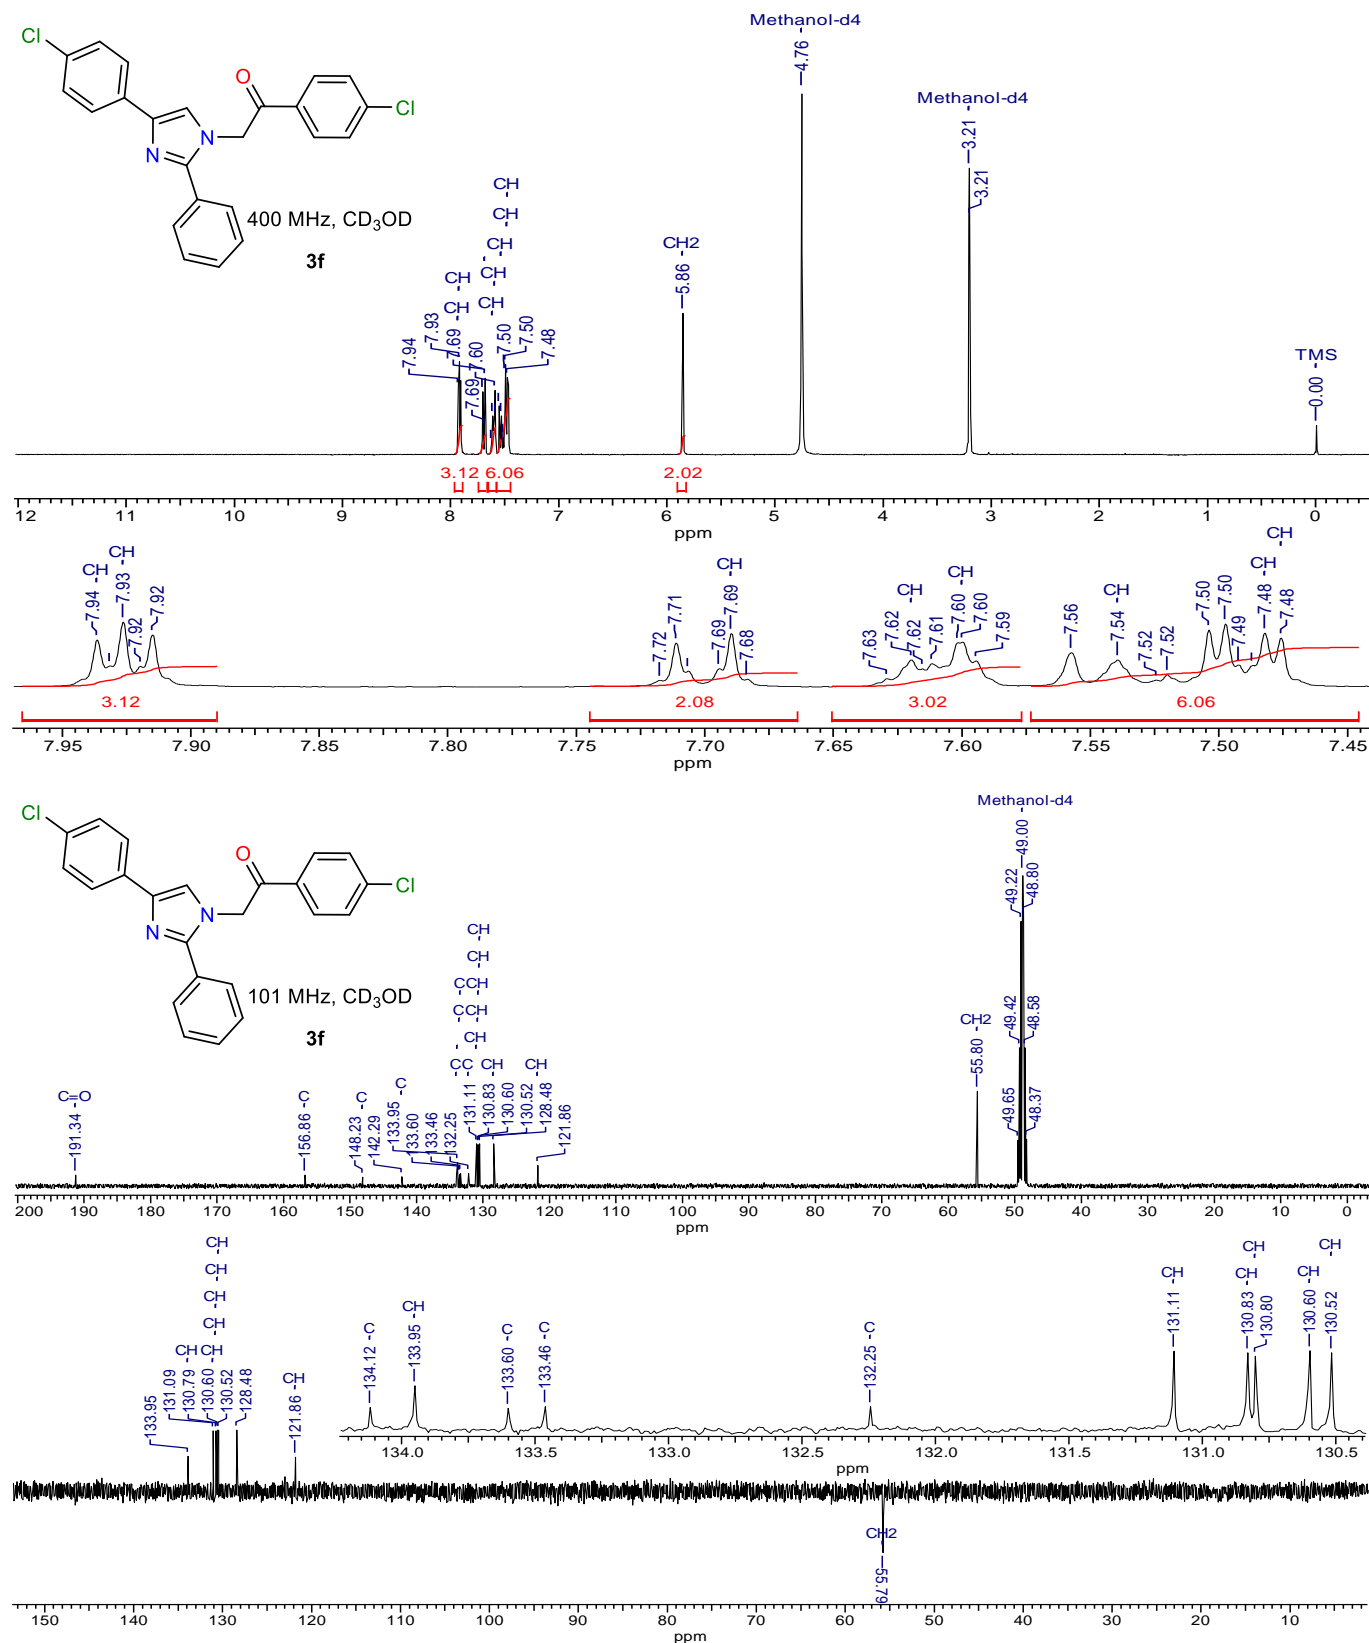 Methanol-d4
4.76
Methanol-d4
3.21
3.21
Cl
O
Cl
N
N
400 MHz, CD3OD
3f
CH
CH
CH
CH
CH
CH
CH
CH2
5.86
7.94
7.93
7.69
7.69
7.60
7.50
7.50
7.48
TMS
0.00
3.12 6.06 2.02
12 11 10 9 8 7 6 5 4 3 2 1 0
ppm
CH CH CH CH CH CH CH CH
7.94 7.93 7.92 7.92 7.72 7.71 7.69 7.69 7.68 7.63 7.62 7.62 7.61 7.60 7.60 7.59 7.56 7.54 7.52 7.52 7.50 7.50 7.49 7.48 7.48
3.12 2.08 3.02 6.06
7.95 7.90 7.85 7.80 7.75 7.70 7.65 7.60 7.55 7.50 7.45
ppm
Cl
O
Cl
N
N
101 MHz, CD3OD
3f
Methanol-d4
49.00
49.22
48.80
49.42
48.58
49.65
48.37
CH2
55.80
CH
CH
CCH
CCH
CH
CC CH CH
C=O
191.34
156.86 -C
148.23 -C
142.29
133.95 -C
133.60
133.46
132.25
131.11
130.83
130.60
130.52
128.48
121.86
200 190 180 170 160 150 140 130 120 110 100 90 80 70 60 50 40 30 20 10 0
ppm
CH
CH
CH
CH
CH CH
CH
133.95
131.09
130.79
130.60
130.52
128.48
121.86
134.12 -C
133.95 -CH
133.60 -C
133.46 -C
132.25 -C
131.11 CH
130.83 CH
130.80 CH
130.60 CH
130.52 CH
134.0 133.5 133.0 132.5 132.0 131.5 131.0 130.5
ppm
CH2
55.79
150 140 130 120 110 100 90 80 70 60 50 40 30 20 10
ppm